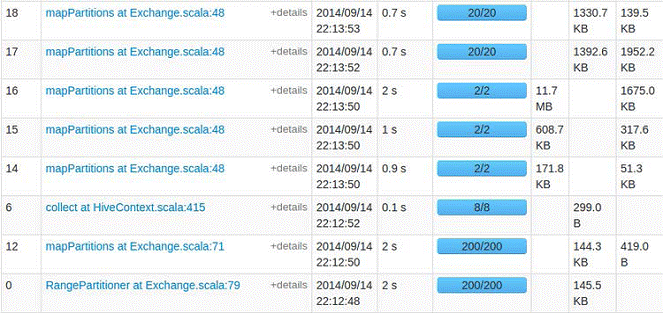 18 mapPartitions at Exchange.scala:48 +details 2014/09/14 0.7 s 20/20 1330.7 139.5
22:13:53 KB KB
17 mapPartitions at Exchange.scala:48 +details 2014/09/14 0.7 s 20/20 1392.6 1952.2
22:13:52 KB KB
16 mapPartitions at Exchange.scala:48 +details 2014/09/14 2 s 2/2 11.7 1675.0
22:13:50 MB KB
15 mapPartitions at Exchange.scala:48 +details 2014/09/14 1 s 2/2 608.7 317.6
22:13:50 KB KB
14 mapPartitions at Exchange.scala:48 +details 2014/09/14 0.9 s 2/2 171.8 51.3
22:13:50 KB KB
6 collect at HiveContext.scala:415 +details 2014/09/14 0.1 s 8/8 299.0
22:12:52 B
12 mapPartitions at Exchange.scala:71 +details 2014/09/14 2 s 200/200 144.3 419.0
22:12:50 KB B
0 RangePartitioner at Exchange.scala:79 +details 2014/09/14 2 s 200/200 145.5
22:12:48 KB